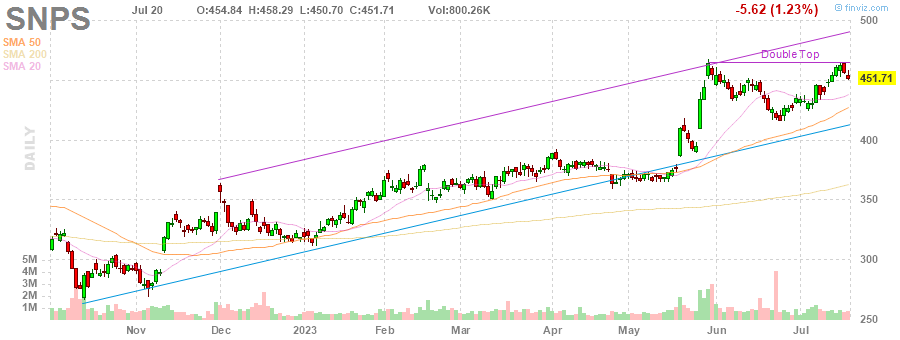 SNPS Jul 20 O:454.84 H:458.29 L:450.70 C:451.71 Vol:800.26K -5.62 (1.23%) © finviz.com
SMA 50
SMA 200
SMA 20
DAILY
Double Top
500
451.71
400
350
300
250
5M
4M
3M
2M
1M
Nov Dec 2023 Feb Mar Apr May Jun Jul